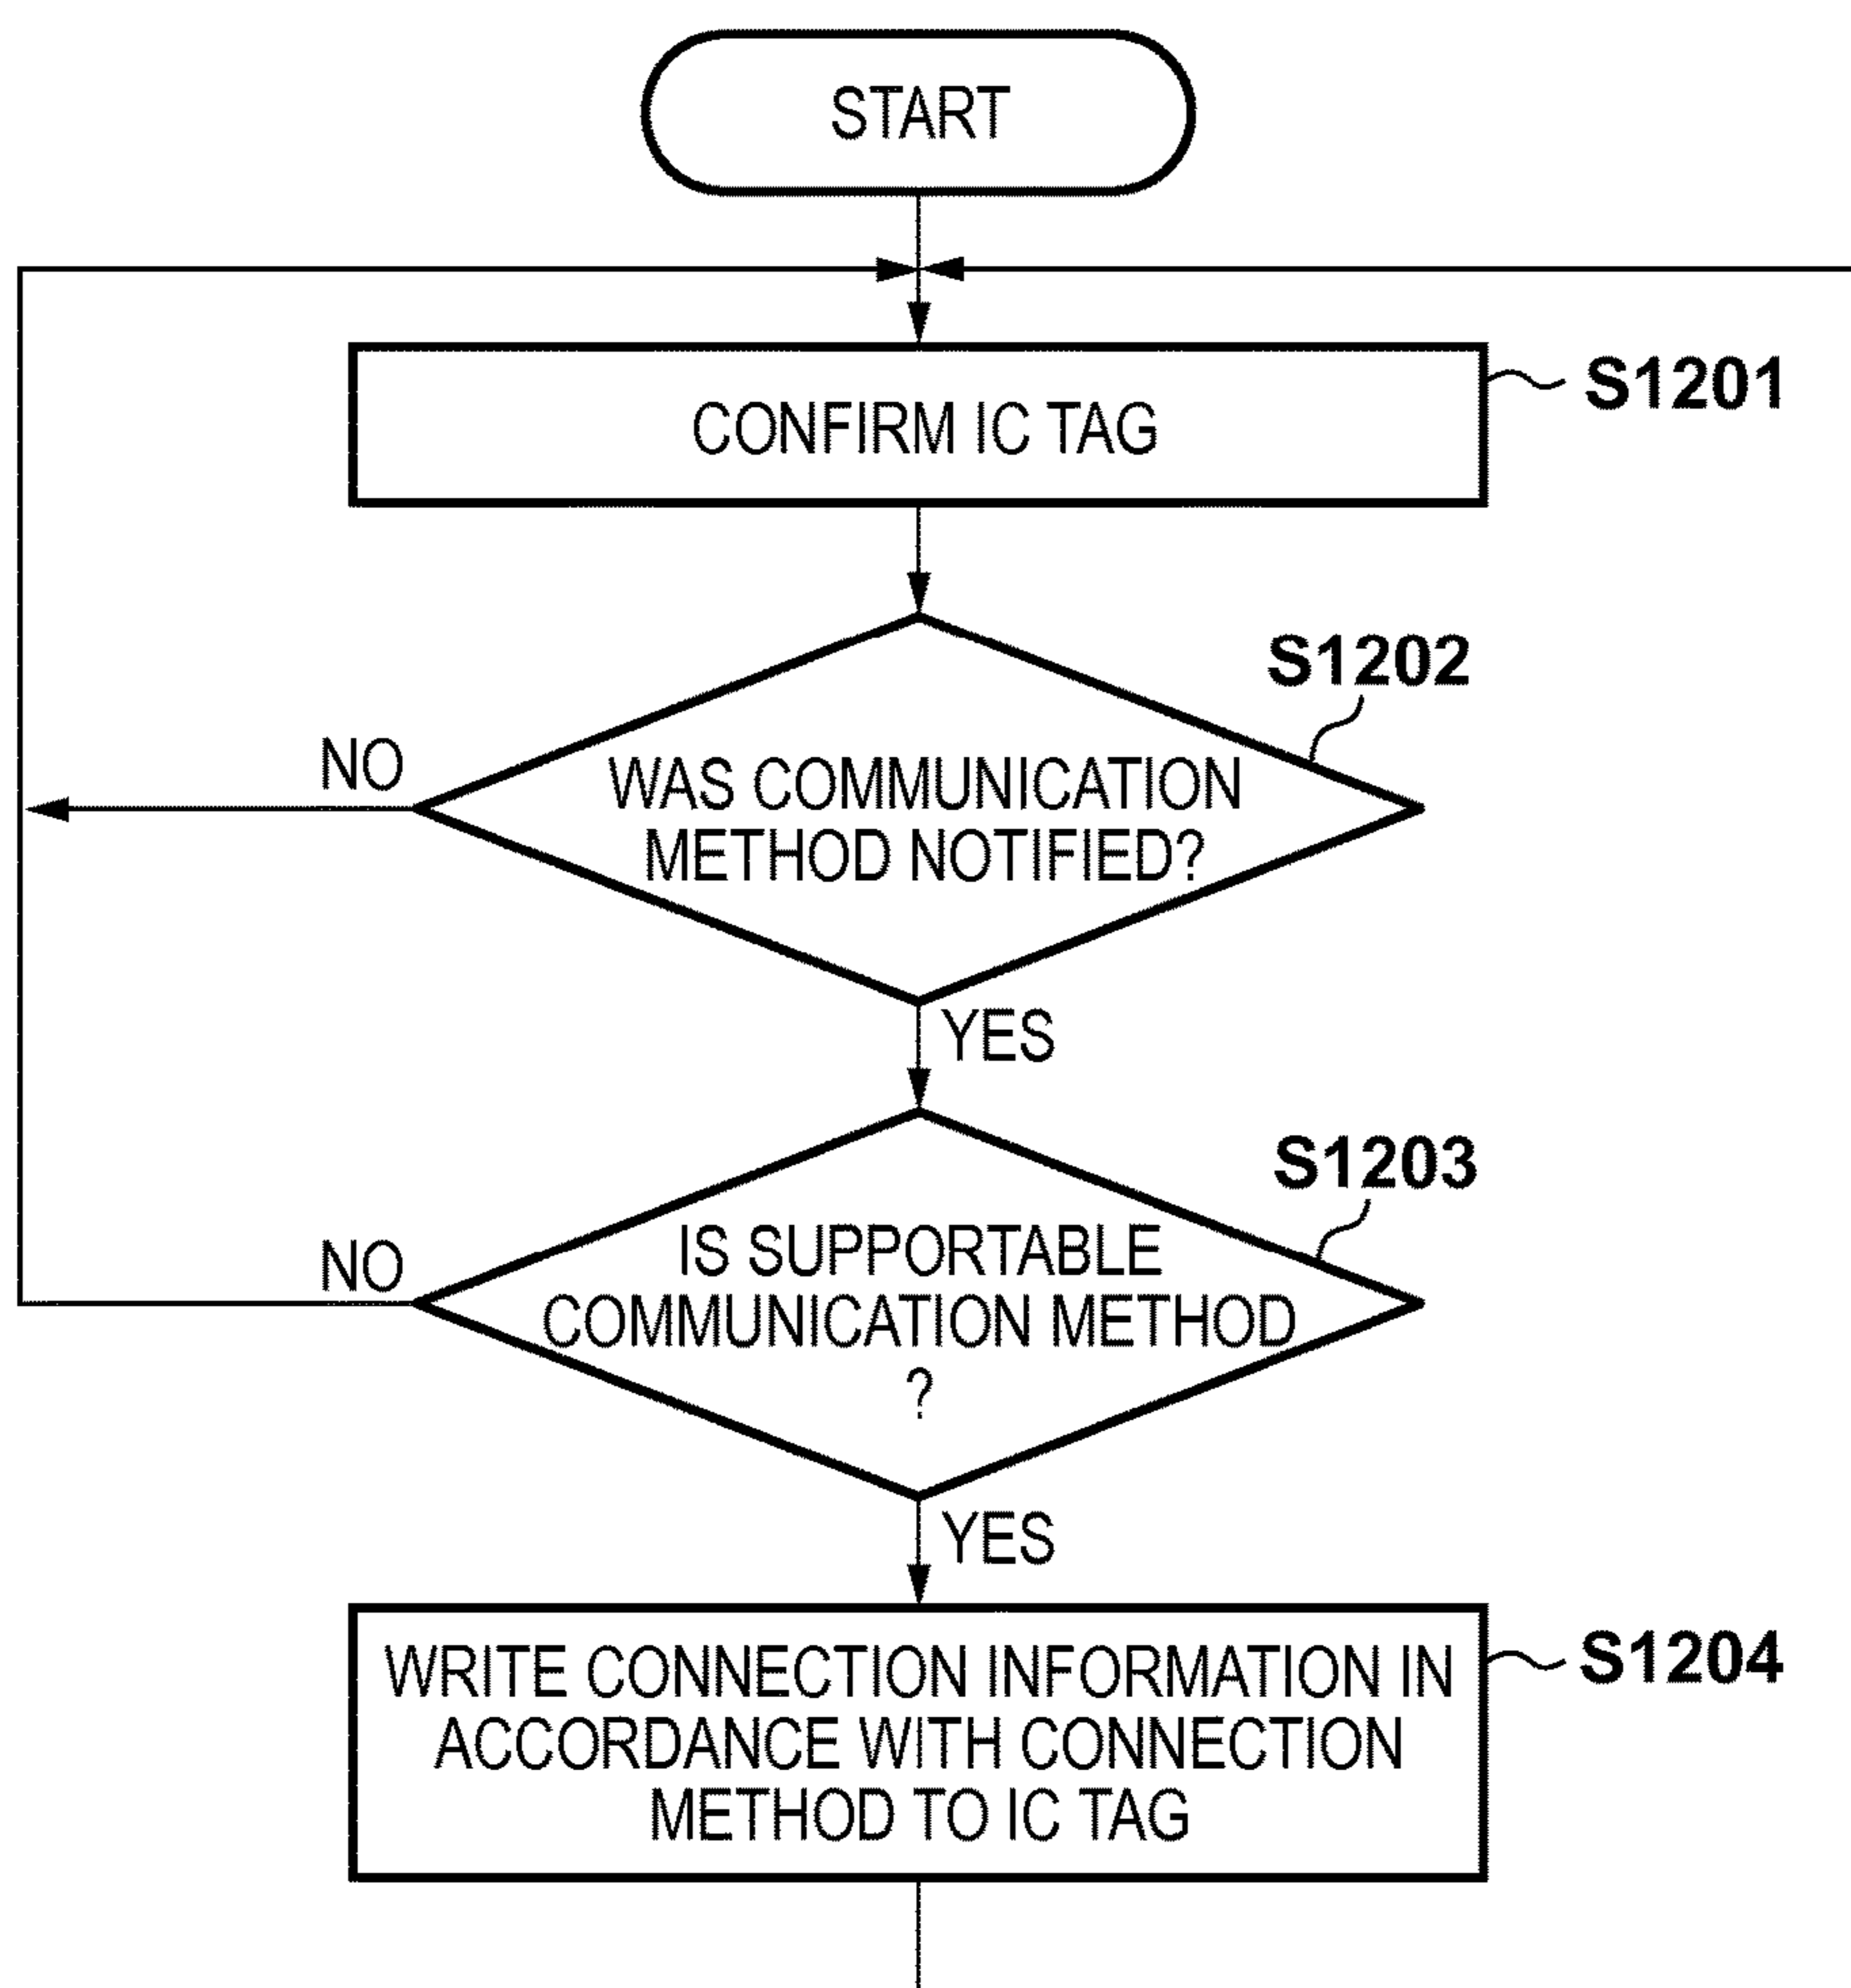 START
CONFIRM IC TAG
S1201
S1202
NO
WAS COMMUNICATION
METHOD NOTIFIED?
YES
S1203
NO
IS SUPPORTABLE
COMMUNICATION METHOD
?
YES
WRITE CONNECTION INFORMATION IN
ACCORDANCE WITH CONNECTION
METHOD TO IC TAG
S1204